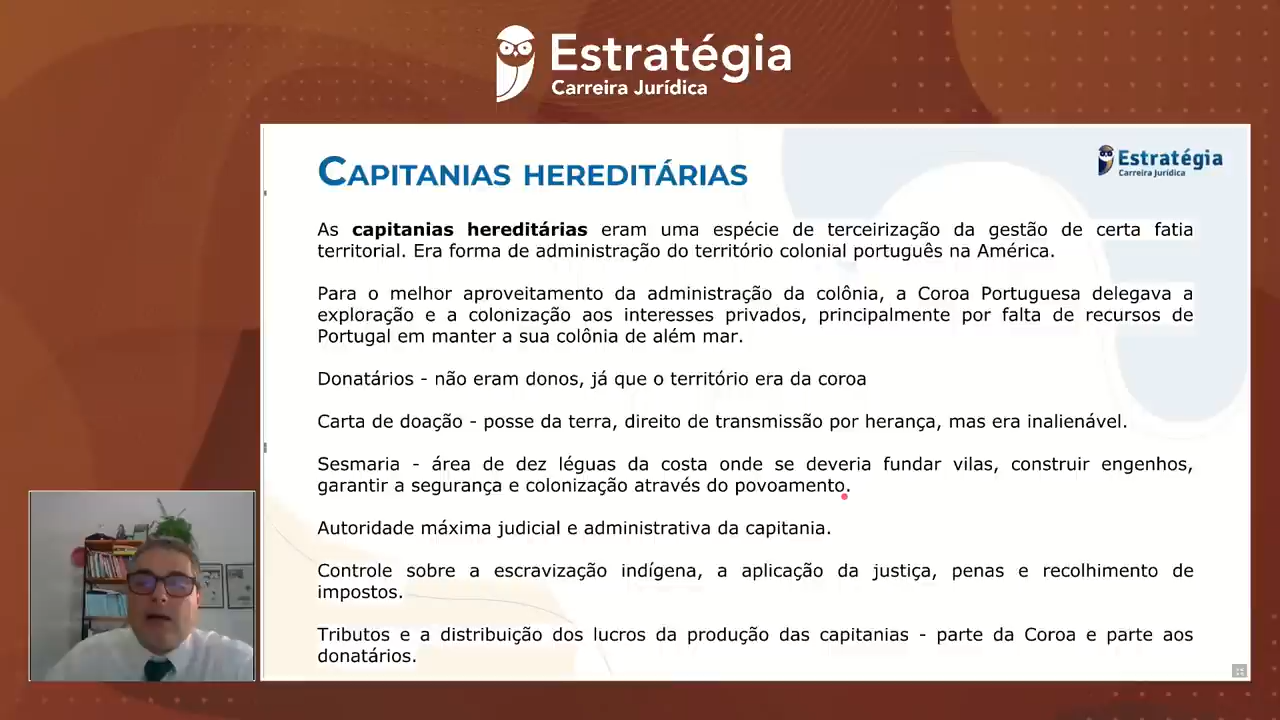 Estratégia
Carreira Jurídica
Estratégia
Carreira Jurídica
CAPITANIAS HEREDITÁRIAS
As capitanias hereditárias eram uma espécie de terceirização da gestão de certa fatia
territorial. Era forma de administração do território colonial português na América.
Para o melhor aproveitamento da administração da colônia, a Coroa Portuguesa delegava a
exploração e a colonização aos interesses privados, principalmente por falta de recursos de
Portugal em manter a sua colônia de além mar.
Donatários - não eram donos, já que o território era da coroa
Carta de doação - posse da terra, direito de transmissão por herança, mas era inalienável.
Sesmaria - área de dez léguas da costa onde se deveria fundar vilas, construir engenhos,
garantir a segurança e colonização através do povoamento.
Autoridade máxima judicial e administrativa da capitania.
Controle sobre a escravização indígena, a aplicação da justiça, penas e recolhimento de
impostos.
Tributos e a distribuição dos lucros da produção das capitanias - parte da Coroa e parte aos
donatários.